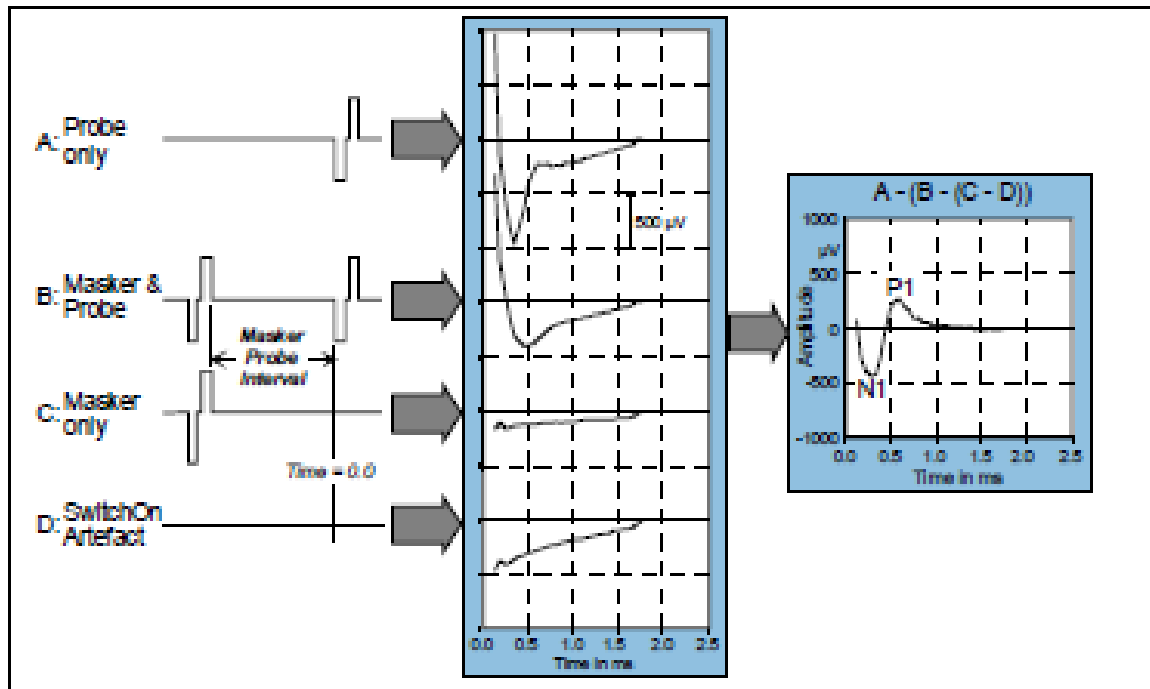 A: Probe
only
B: Masker &
Probe
Masker
Probe
Interval
C: Masker
only
Time = 0.0
D: SwitchOn
Artefact
500 µV
0.0 0.5 1.0 1.5 2.0 2.5
Time in ms
A - (B - (C - D))
1000
µV
500
0
-500
-1000
Amplitude
P1
N1
0.0 0.5 1.0 1.5 2.0 2.5
Time in ms